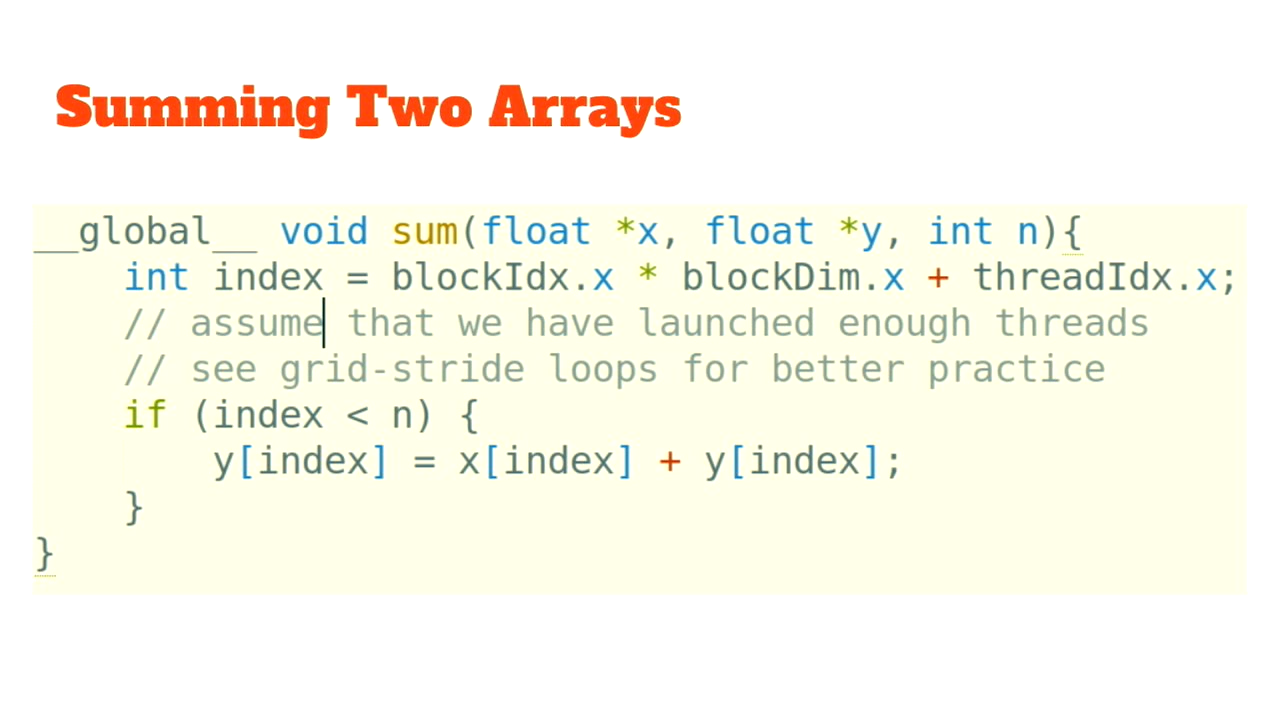 Summing Two Arrays
__global__ void sum(float *x, float *y, int n){
    int index = blockIdx.x * blockDim.x + threadIdx.x;
    // assume that we have launched enough threads
    // see grid-stride loops for better practice
    if (index < n) {
        y[index] = x[index] + y[index];
    }
}